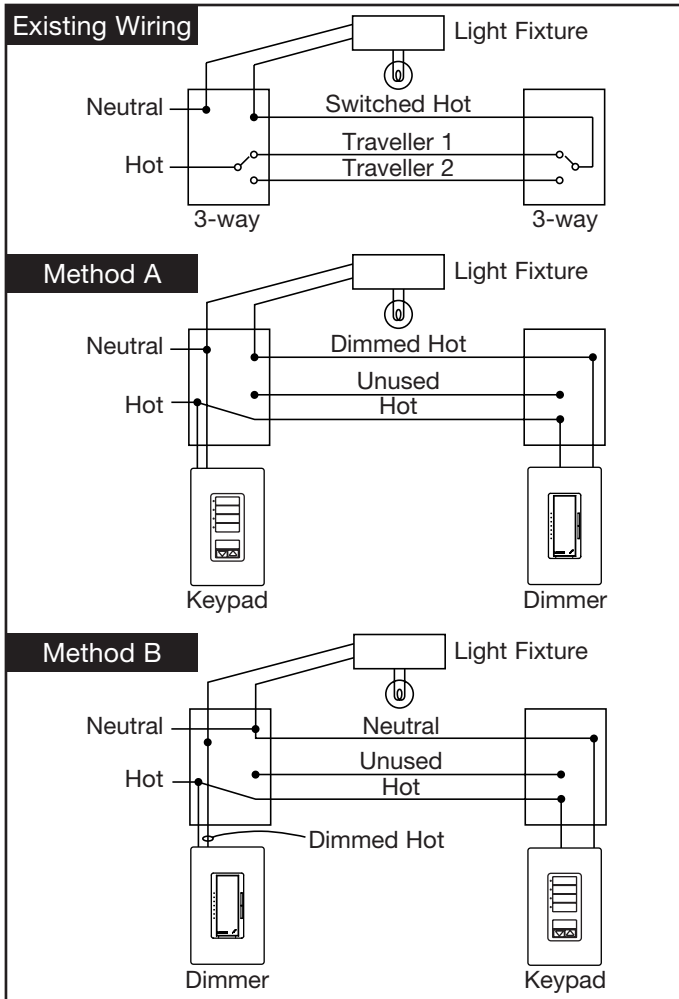 Existing Wiring
Light Fixture
Neutral
Switched Hot
Traveller 1
Hot
Traveller 2
3-way
3-way
Method A
Light Fixture
Neutral
Dimmed Hot
Unused
Hot
Hot
Keypad
Dimmer
Method B
Light Fixture
Neutral
Neutral
Unused
Hot
Hot
Dimmed Hot
Dimmer
Keypad